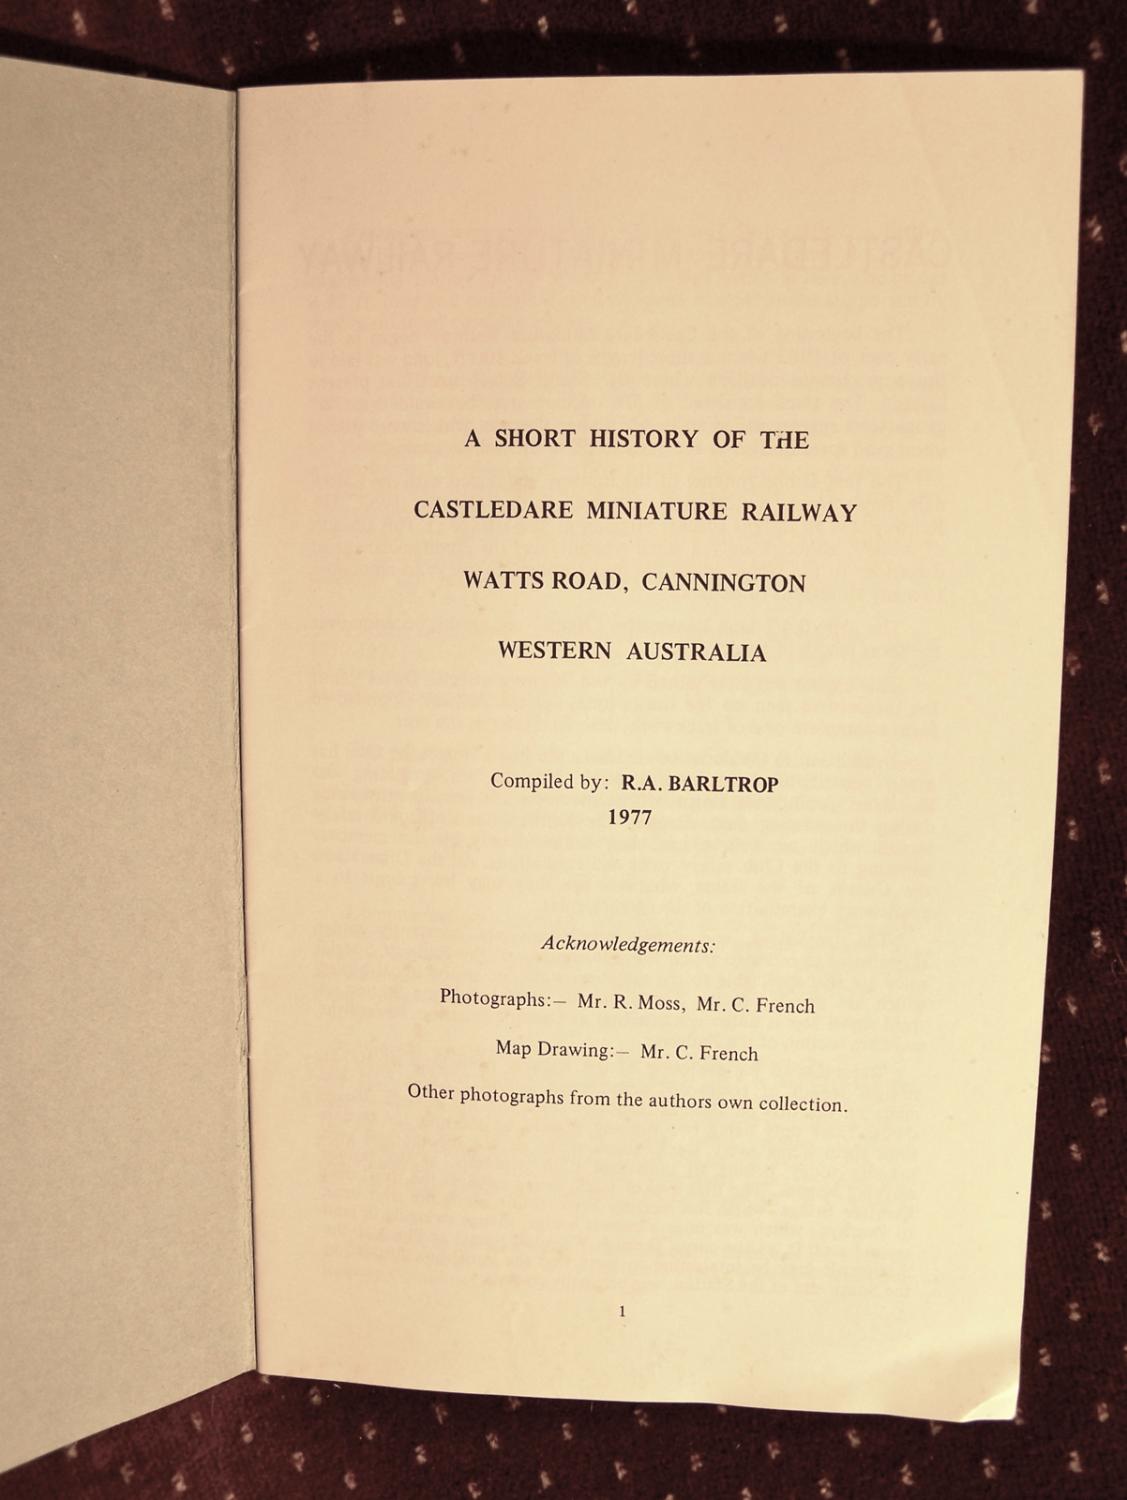 A SHORT HISTORY OF THE
CASTLEDARE MINIATURE RAILWAY
WATTS ROAD, CANNINGTON
WESTERN AUSTRALIA
Compiled by: R.A. BARLTROP
1977
Acknowledgements:
Photographs:— Mr. R. Moss, Mr. C. French
Map Drawing:— Mr. C. French
Other photographs from the authors own collection.
1